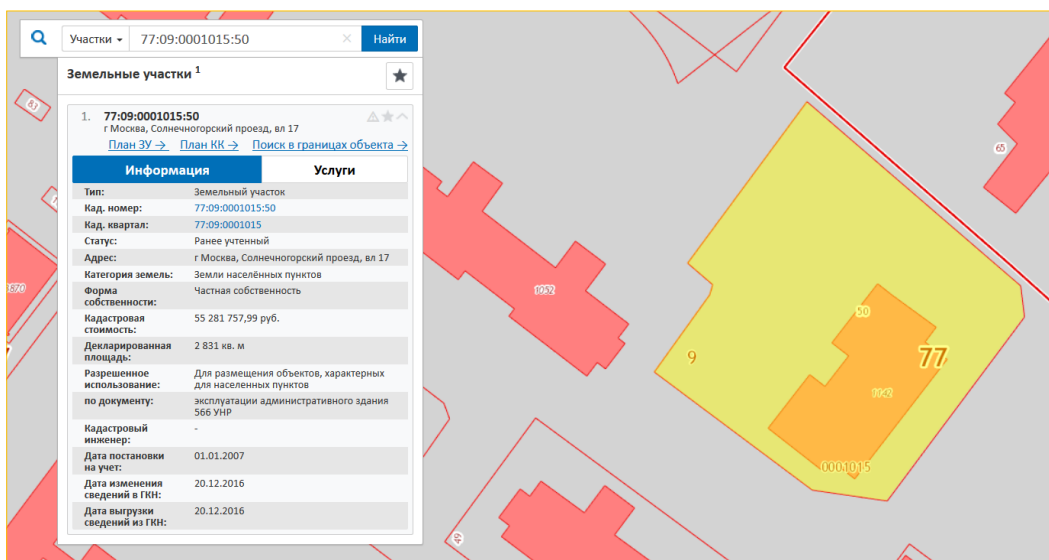 Участки
77:09:0001015:50
Найти
Земельные участки 1
1. 77:09:0001015:50
г Москва, Солнечногорский проезд, вл 17
План ЗУ → План КК → Поиск в границах объекта →
Информация Услуги
Тип: Земельный участок
Кад. номер: 77:09:0001015:50
Кад. квартал: 77:09:0001015
Статус: Ранее учтенный
Адрес: г Москва, Солнечногорский проезд, вл 17
Категория земель: Земли населённых пунктов
Форма собственности: Частная собственность
Кадастровая стоимость: 55 281 757,99 руб.
Декларированная площадь: 2 831 кв. м
Разрешенное использование: Для размещения объектов, характерных
для населенных пунктов
по документу: эксплуатации административного здания
566 УНР
Кадастровый инженер: -
Дата постановки на учет: 01.01.2007
Дата изменения сведений в ГКН: 20.12.2016
Дата выгрузки сведений из ГКН: 20.12.2016
83
65
1052
50
9
77
1142
0001015
49